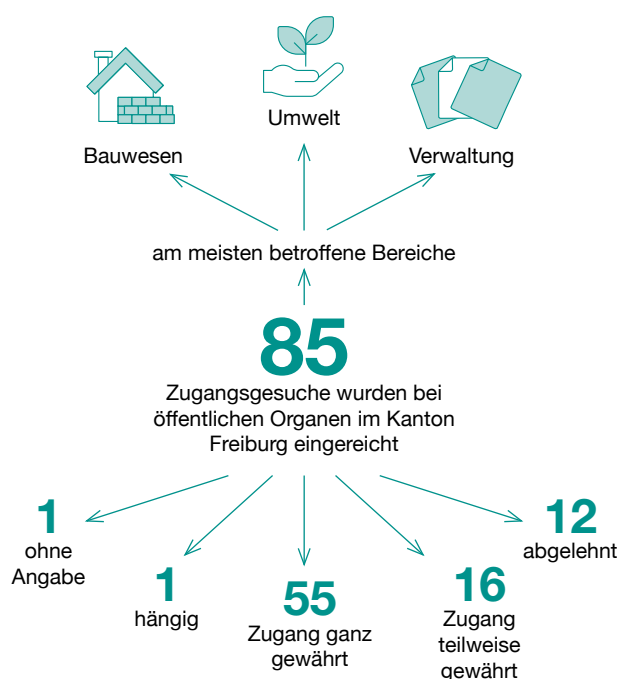 Umwelt
Bauwesen
Verwaltung
am meisten betroffene Bereiche
85
Zugangsgesuche wurden bei
öffentlichen Organen im Kanton
Freiburg eingereicht
1
ohne
Angabe
1
hängig
55
Zugang ganz
gewährt
16
Zugang
teilweise
gewährt
12
abgelehnt